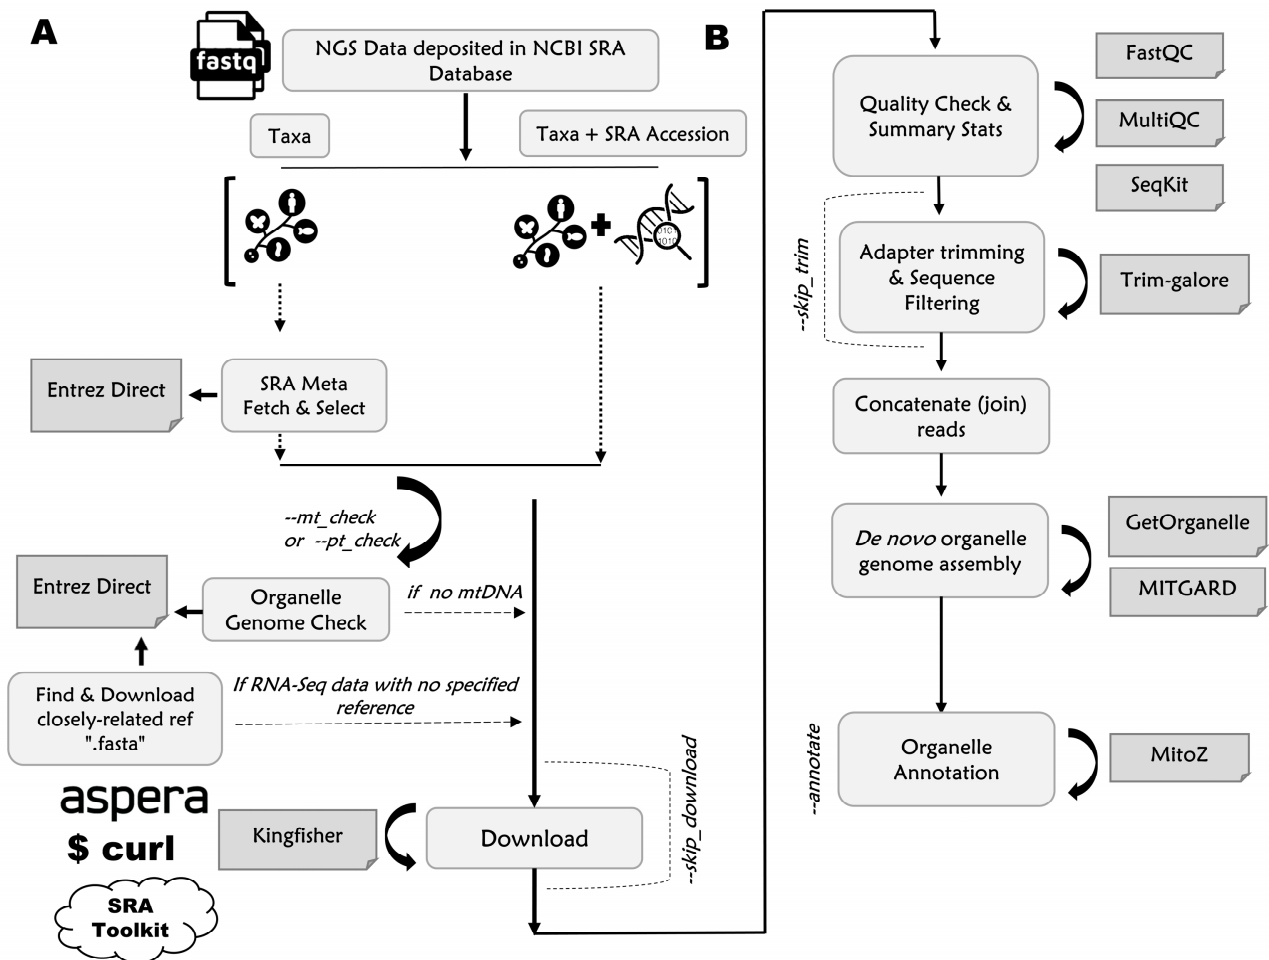 A
fastq
NGS Data deposited in NCBI SRA
Database
Taxa
Taxa + SRA Accession
0101
1010
Entrez Direct
SRA Meta
Fetch & Select
--mt_check
or --pt_check
Entrez Direct
Organelle
Genome Check
if no mtDNA
Find & Download
closely-related ref
".fasta"
If RNA-Seq data with no specified
reference
aspera
$ curl
SRA
Toolkit
Kingfisher
Download
--skip_download
B
Quality Check &
Summary Stats
FastQC
MultiQC
SeqKit
--skip_trim
Adapter trimming
& Sequence
Filtering
Trim-galore
Concatenate (join)
reads
De novo organelle
genome assembly
GetOrganelle
MITGARD
--annotate
Organelle
Annotation
MitoZ